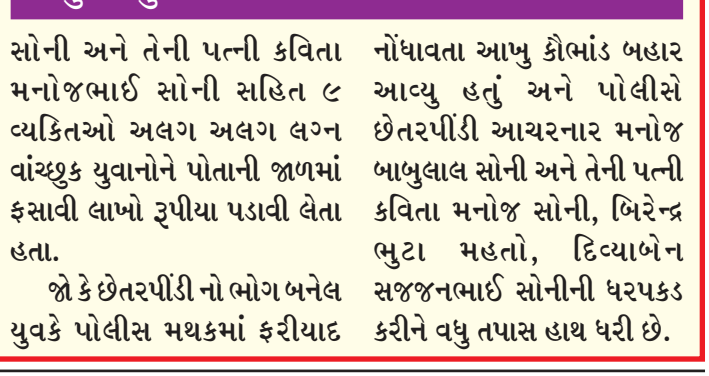 સોની અને તેની પત્ની કવિતા
મનોજભાઈ સોની સહિત ૯
વ્યકિતઓ અલગ અલગ લગ્ન
વાંચ્છુક યુવાનોને પોતાની જાળમાં
ફસાવી લાખો રૂપીયા પડાવી લેતા
હતા.
જો કે છેતરપીંડી નો ભોગ બનેલ
યુવકે પોલીસ મથકમાં ફરીયાદ
નોંધાવતા આખુ કૌભાંડ બહાર
આવ્યુ હતું અને પોલીસે
છેતરપીંડી આચરનાર મનોજ
બાબુલાલ સોની અને તેની પત્ની
કવિતા મનોજ સોની, બિરેન્દ્ર
ભુટા મહતો, દિવ્યાબેન
સજજનભાઈ સોનીની ધરપકડ
કરીને વધુ તપાસ હાથ ધરી છે.